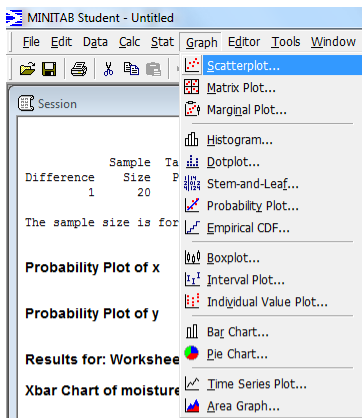 MINITAB Student - Untitled
File Edit Data Calc Stat Graph Editor Tools Window
Session
Scatterplot...
Matrix Plot...
Marginal Plot...
Histogram...
Dotplot...
Stem-and-Leaf...
Probability Plot...
Empirical CDF...
Boxplot...
Interval Plot...
Individual Value Plot...
Bar Chart...
Pie Chart...
Time Series Plot...
Area Graph...
Sample Ta
Difference Size P
1 20
The sample size is for
Probability Plot of x
Probability Plot of y
Results for: Workshee
Xbar Chart of moisture